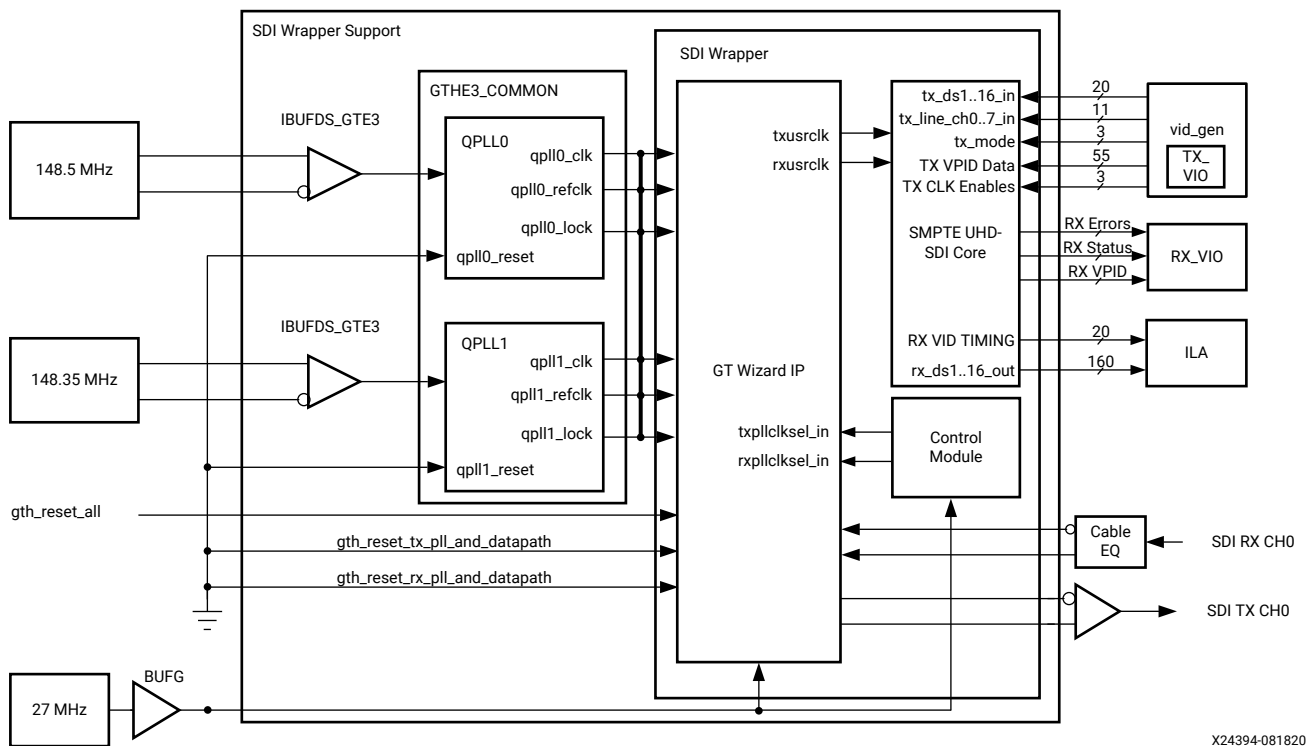 SDI Wrapper Support
SDI Wrapper
GTHE3_COMMON
148.5 MHz
IBUFDS_GTE3
QPLL0
qpll0_clk
qpll0_refclk
qpll0_lock
qpll0_reset
148.35 MHz
IBUFDS_GTE3
QPLL1
qpll1_clk
qpll1_refclk
qpll1_lock
qpll1_reset
gth_reset_all
gth_reset_tx_pll_and_datapath
gth_reset_rx_pll_and_datapath
27 MHz
BUFG
txusrclk
rxusrclk
GT Wizard IP
txpllclksel_in
rxpllclksel_in
tx_ds1..16_in
tx_line_ch0..7_in
tx_mode
TX VPID Data
TX CLK Enables
SMPTE UHD-
SDI Core
RX VID TIMING
rx_ds1..16_out
Control
Module
20
11
3
55
3
vid_gen
TX_
VIO
RX Errors
RX Status
RX VPID
RX_VIO
20
160
ILA
Cable
EQ
SDI RX CH0
SDI TX CH0
X24394-081820